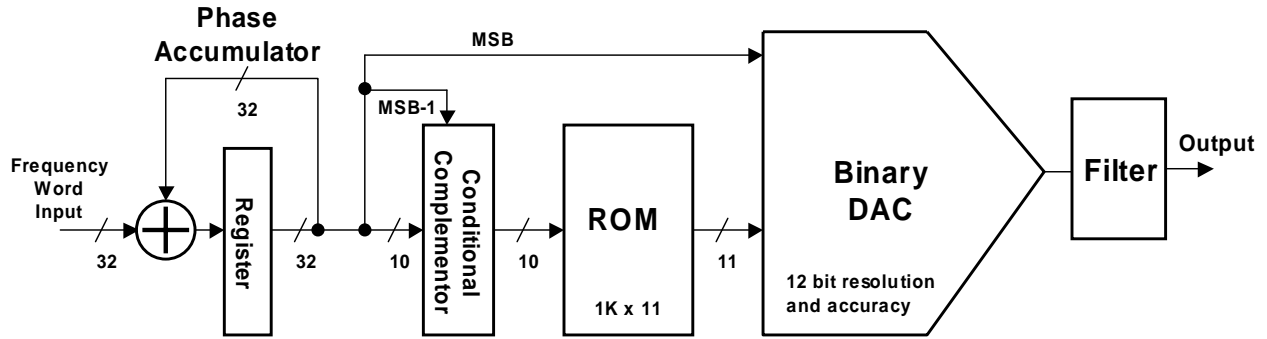 Phase
Accumulator
MSB
32
MSB-1
Frequency
Word
Input
32
Register
32
10
Conditional
Complementor
10
ROM
1K x 11
11
Binary
DAC
12 bit resolution
and accuracy
Filter
Output